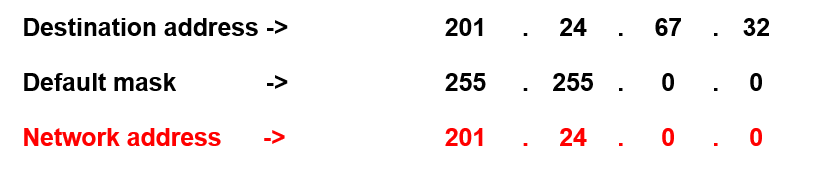 Destination address -> 201 . 24 . 67 . 32
Default mask -> 255 . 255 . 0 . 0
Network address -> 201 . 24 . 0 . 0